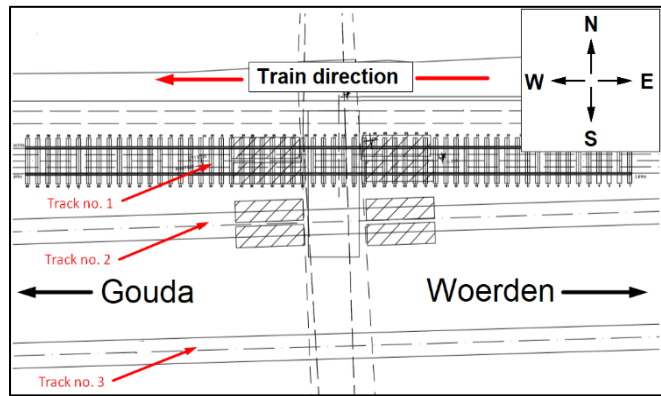 N
Train direction
W E
S
Track no. 1
Track no. 2
Gouda
Woerden
Track no. 3